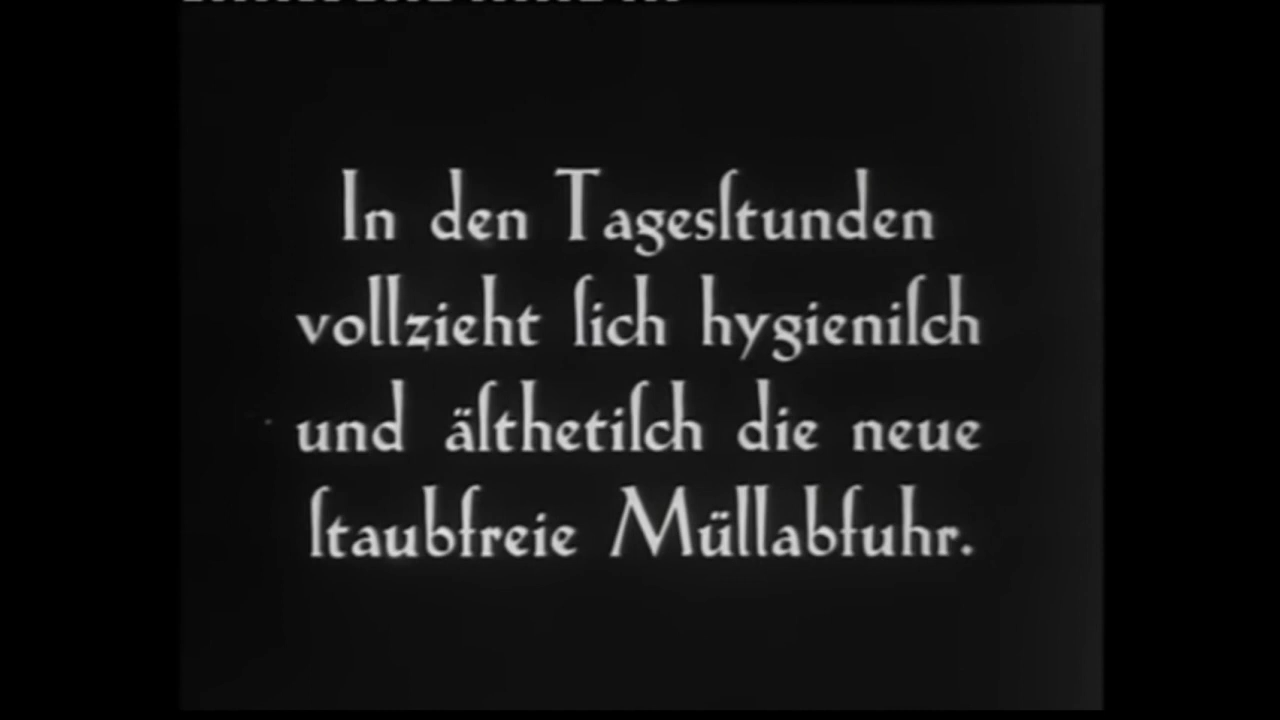 In den Tagesſtunden
vollzieht ſich hygieniſch
und äſthetiſch die neue
ſtaubfreie Müllabfuhr.